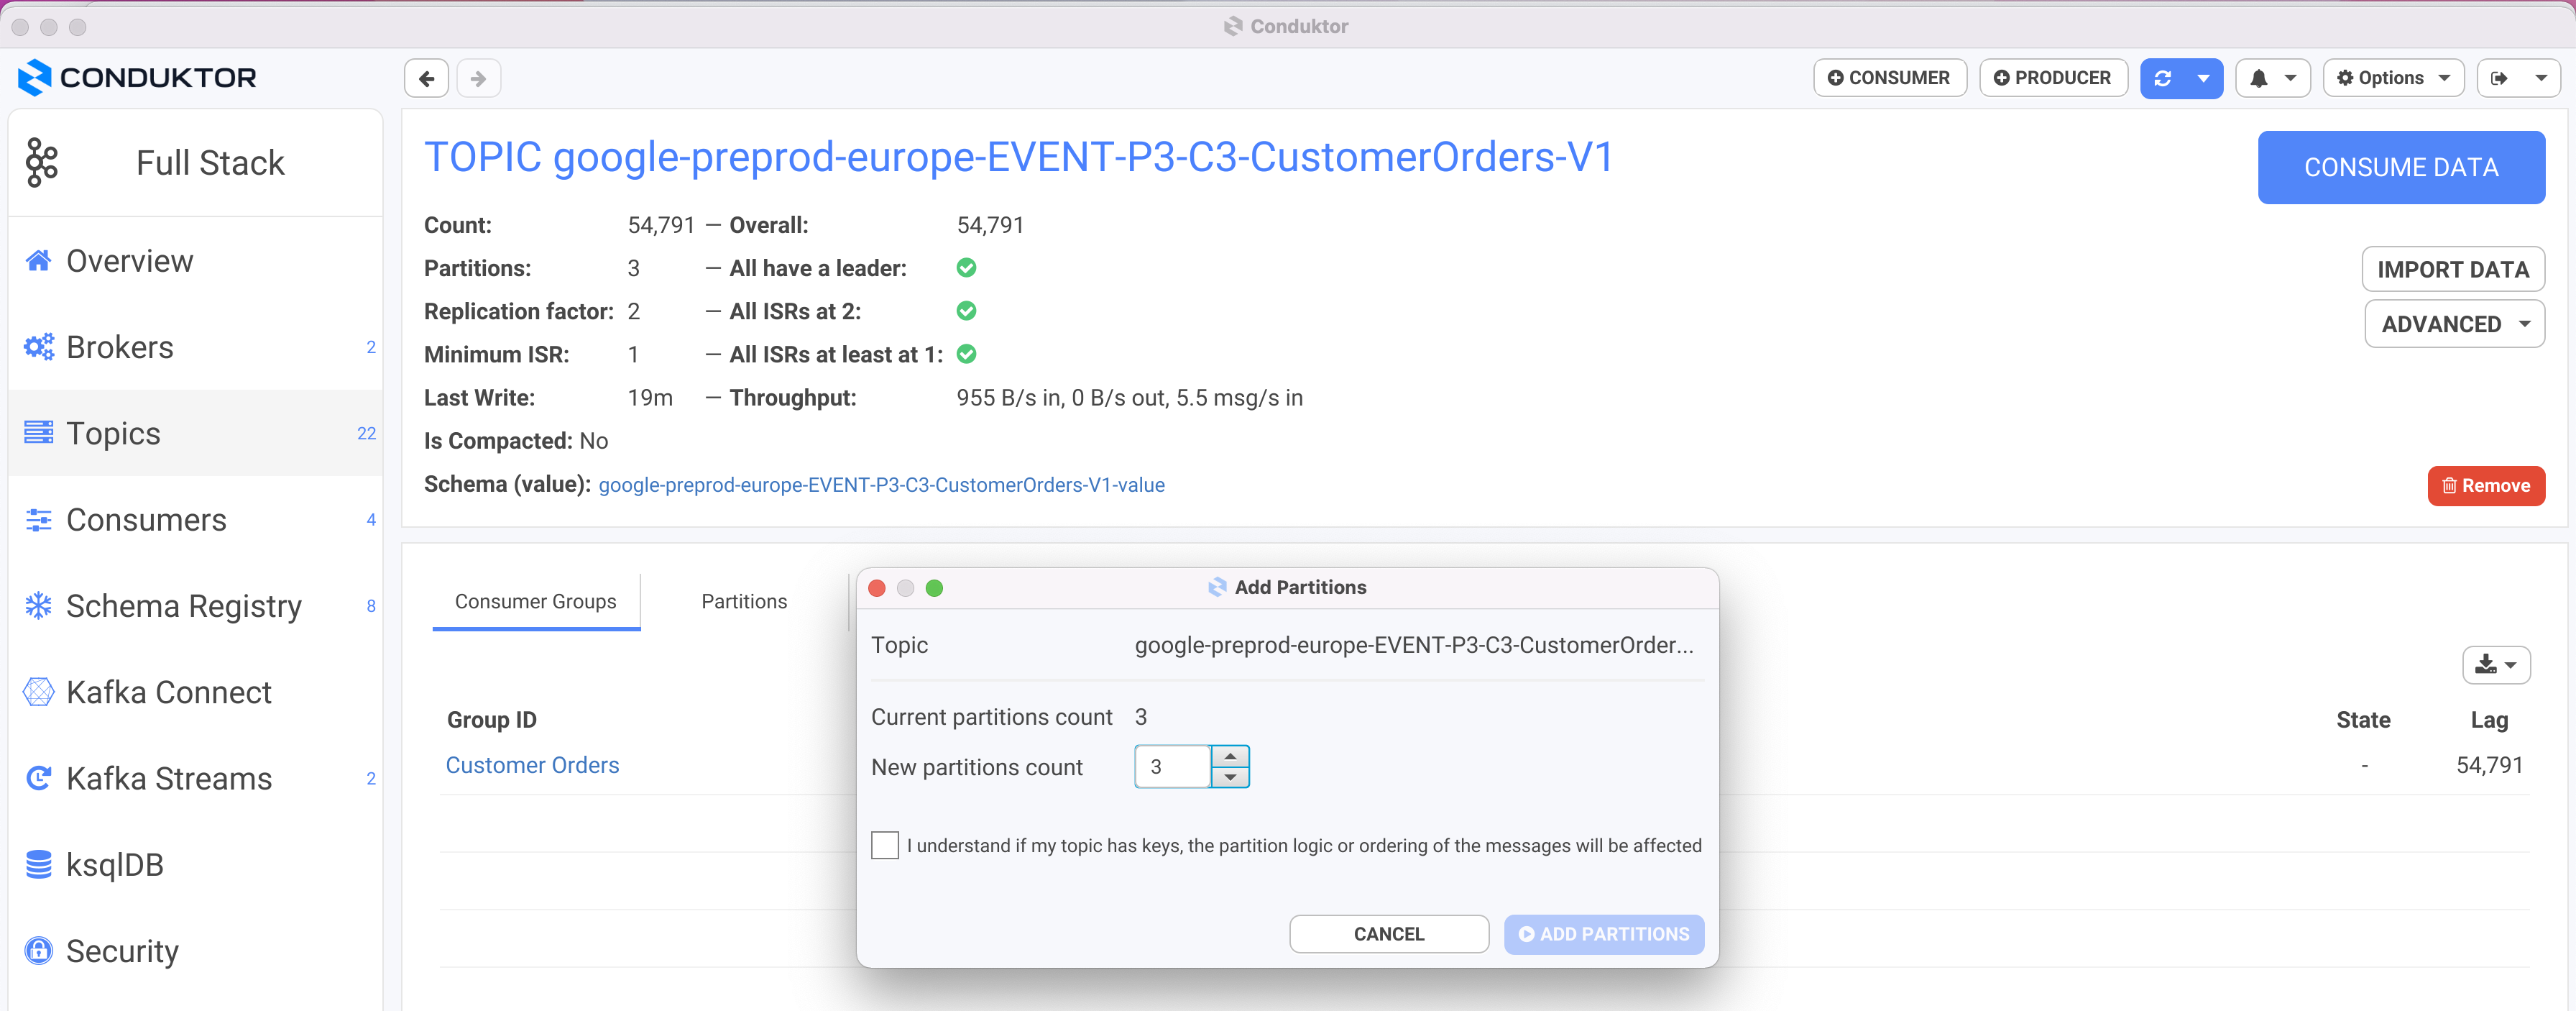 Conduktor
CONDUKTOR
CONSUMER
PRODUCER
Options
Full Stack
Overview
Brokers 2
Topics 22
Consumers 4
Schema Registry 8
Kafka Connect
Kafka Streams 2
ksqlDB
Security
TOPIC google-preprod-europe-EVENT-P3-C3-CustomerOrders-V1
CONSUME DATA
Count: 54,791 — Overall: 54,791
Partitions: 3 — All have a leader:
IMPORT DATA
Replication factor: 2 — All ISRs at 2:
ADVANCED
Minimum ISR: 1 — All ISRs at least at 1:
Last Write: 19m — Throughput: 955 B/s in, 0 B/s out, 5.5 msg/s in
Is Compacted: No
Schema (value): google-preprod-europe-EVENT-P3-C3-CustomerOrders-V1-value
Remove
Consumer Groups
Partitions
Group ID
State
Lag
Customer Orders
-
54,791
Add Partitions
Topic google-preprod-europe-EVENT-P3-C3-CustomerOrder...
Current partitions count 3
New partitions count 3
I understand if my topic has keys, the partition logic or ordering of the messages will be affected
CANCEL
ADD PARTITIONS